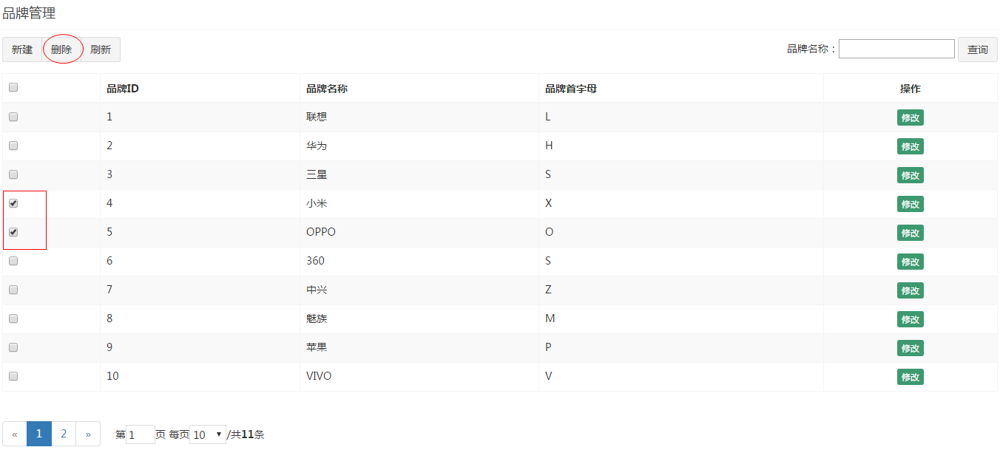 品牌管理
新建 删除 刷新 品牌名称： 查询
品牌ID 品牌名称 品牌首字母 操作
1 联想 L 修改
2 华为 H 修改
3 三星 S 修改
4 小米 X 修改
5 OPPO O 修改
6 360 S 修改
7 中兴 Z 修改
8 魅族 M 修改
9 苹果 P 修改
10 VIVO V 修改
« 1 2 » 第1页 每页10/共11条